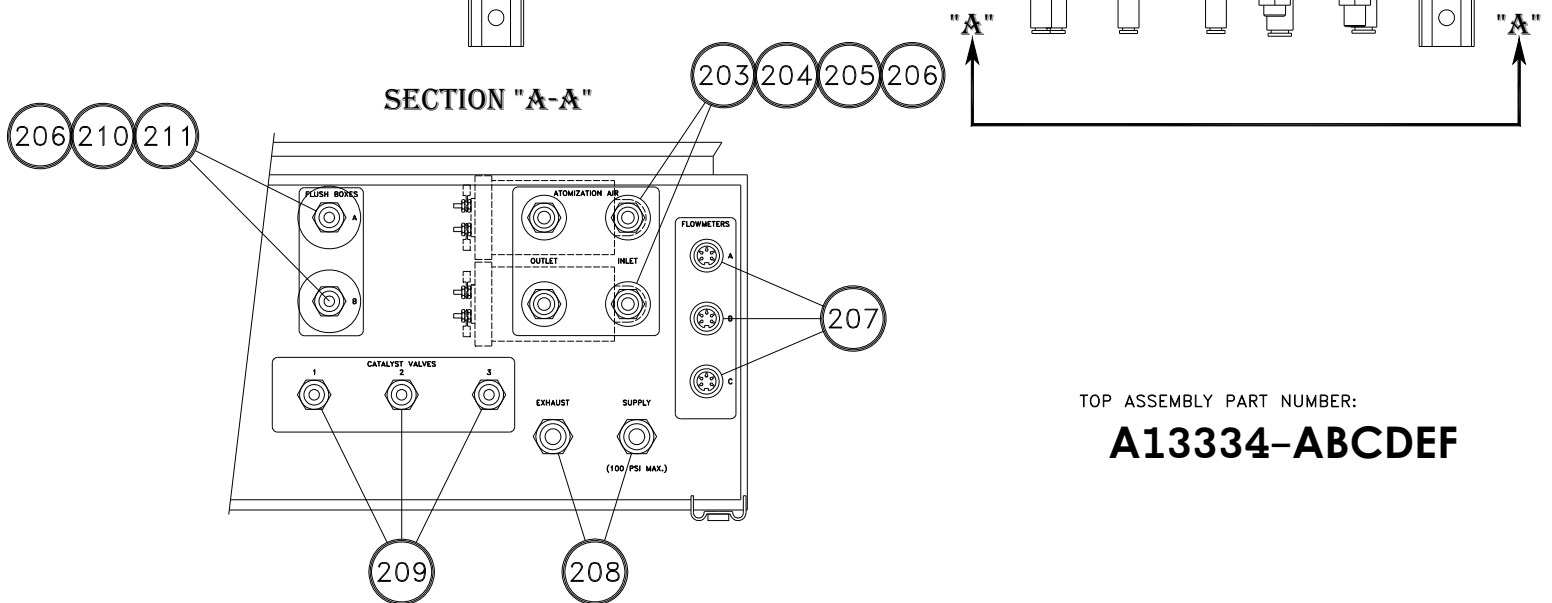 "A" "A"
203 204 205 206
SECTION "A-A"
206 210 211
FLUSH BOXES
A
B
ATOMIZATION AIR
OUTLET INLET
FLOWMETERS
A
B
C
207
CATALYST VALVES
1 2 3
EXHAUST SUPPLY
(100 PSI MAX.)
TOP ASSEMBLY PART NUMBER:
A13334-ABCDEF
209 208